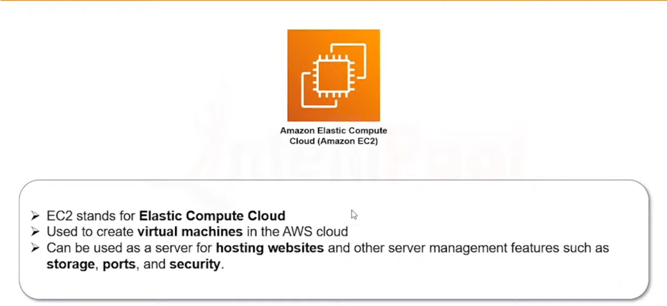 Amazon Elastic Compute
Cloud (Amazon EC2)
➢ EC2 stands for Elastic Compute Cloud
➢ Used to create virtual machines in the AWS cloud
➢ Can be used as a server for hosting websites and other server management features such as
storage, ports, and security.